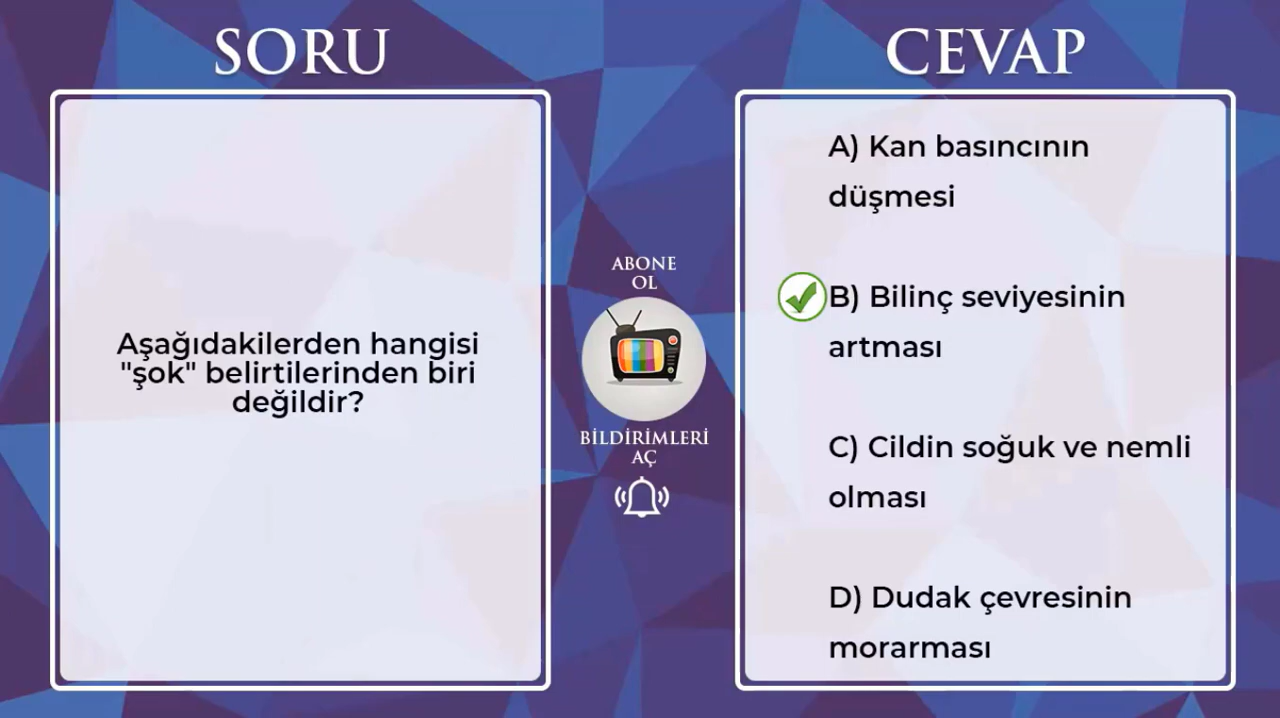 SORU
Aşağıdakilerden hangisi
"şok" belirtilerinden biri
değildir?
ABONE
OL
BİLDİRİMLERİ
AÇ
CEVAP
A) Kan basıncının
düşmesi
B) Bilinç seviyesinin
artması
C) Cildin soğuk ve nemli
olması
D) Dudak çevresinin
morarması